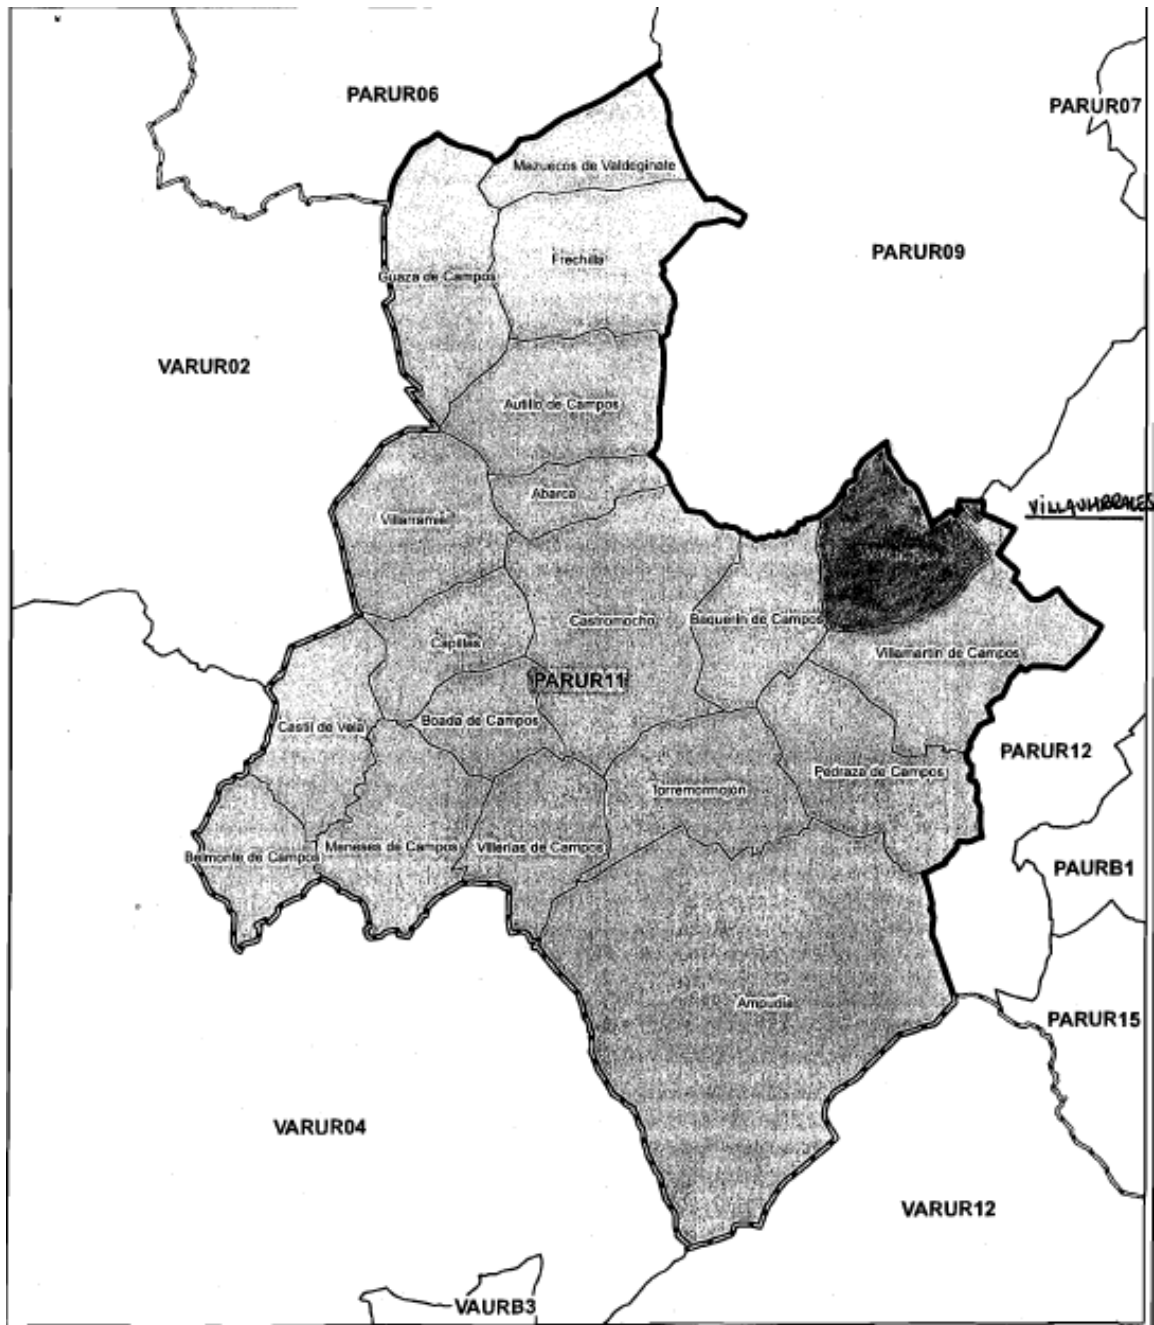 PARUR06
PARUR07
Mazuecos de Valdeginate
PARUR09
Frechilla
Guaza de Campos
VARUR02
Autillo de Campos
Abarca
VILLAUMBRALES
Villarramiel
Castromocho
Baquerín de Campos
Capillas
Villamartín de Campos
PARUR11
Boada de Campos
Castil de Vela
PARUR12
Pedraza de Campos
Torremormojón
Belmonte de Campos
Meneses de Campos
Villerías de Campos
PAURB1
Ampudia
PARUR15
VARUR04
VARUR12
VAURB3